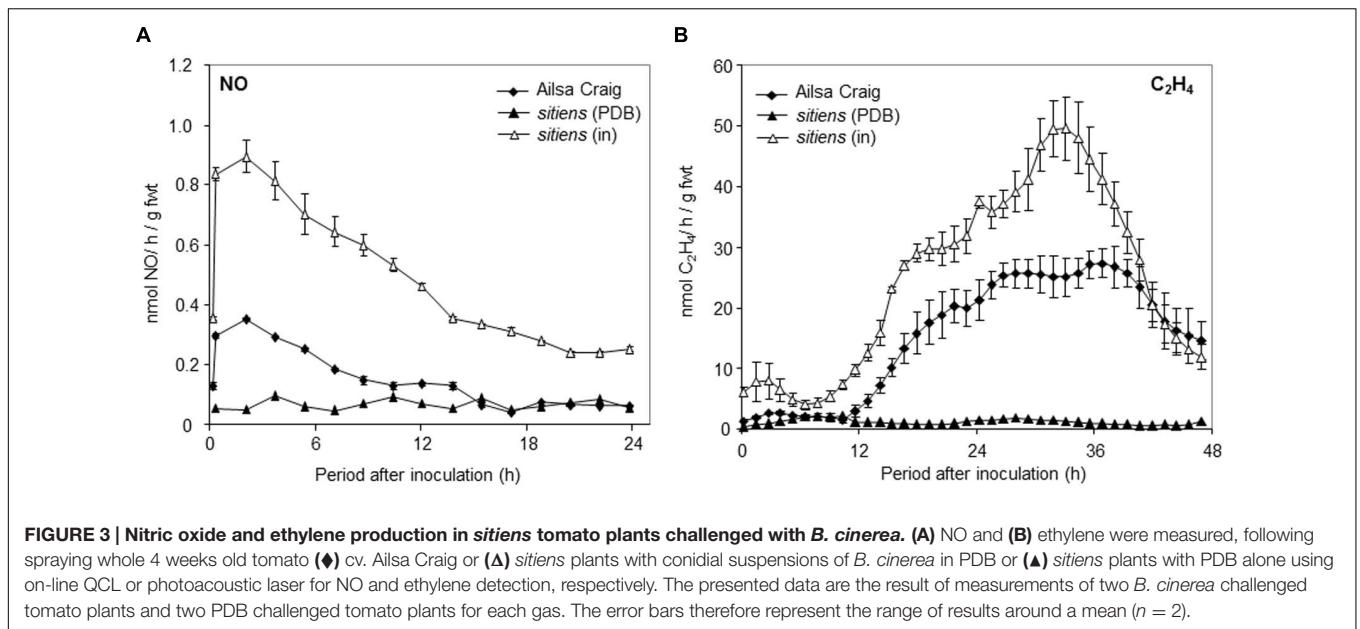 A
B
1.2
1.0
0.8
0.6
0.4
0.2
0
nmol NO/ h / g fwt
NO
Ailsa Craig
sitiens (PDB)
sitiens (in)
0 6 12 18 24
Period after inoculation (h)
60
50
40
30
20
10
0
nmol C₂H₄/ h / g fwt
C₂H₄
Ailsa Craig
sitiens (PDB)
sitiens (in)
0 12 24 36 48
Period after inoculation (h)
FIGURE 3 | Nitric oxide and ethylene production in sitiens tomato plants challenged with B. cinerea. (A) NO and (B) ethylene were measured, following
spraying whole 4 weeks old tomato (♦) cv. Ailsa Craig or (Δ) sitiens plants with conidial suspensions of B. cinerea in PDB or (▲) sitiens plants with PDB alone using
on-line QCL or photoacoustic laser for NO and ethylene detection, respectively. The presented data are the result of measurements of two B. cinerea challenged
tomato plants and two PDB challenged tomato plants for each gas. The error bars therefore represent the range of results around a mean (n = 2).